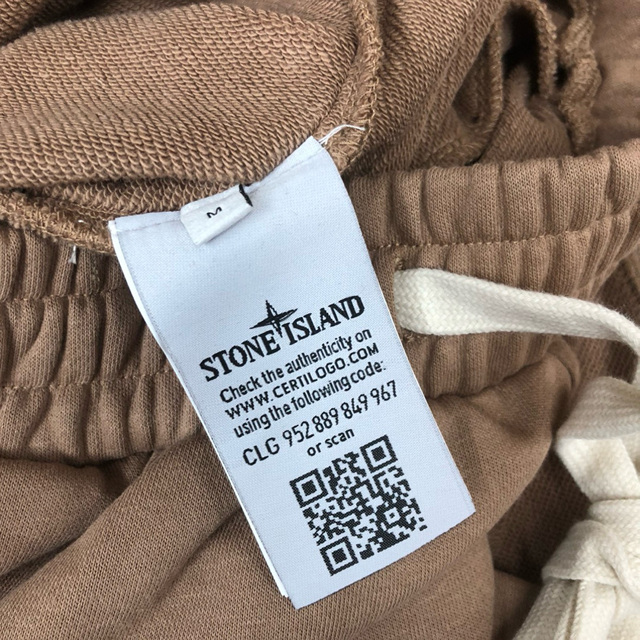 M
STONE ISLAND
Check the authenticity on
WWW.CERTILOGO.COM
using the following code:
CLG 952 889 849 967
or scan